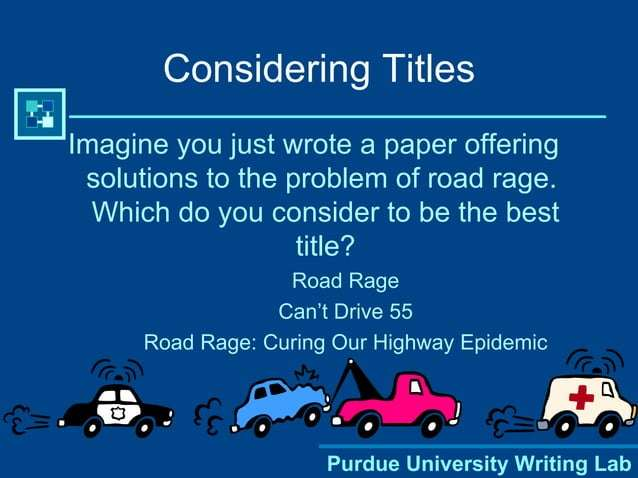 Considering Titles
Imagine you just wrote a paper offering
solutions to the problem of road rage.
Which do you consider to be the best
title?
Road Rage
Can’t Drive 55
Road Rage: Curing Our Highway Epidemic
Purdue University Writing Lab